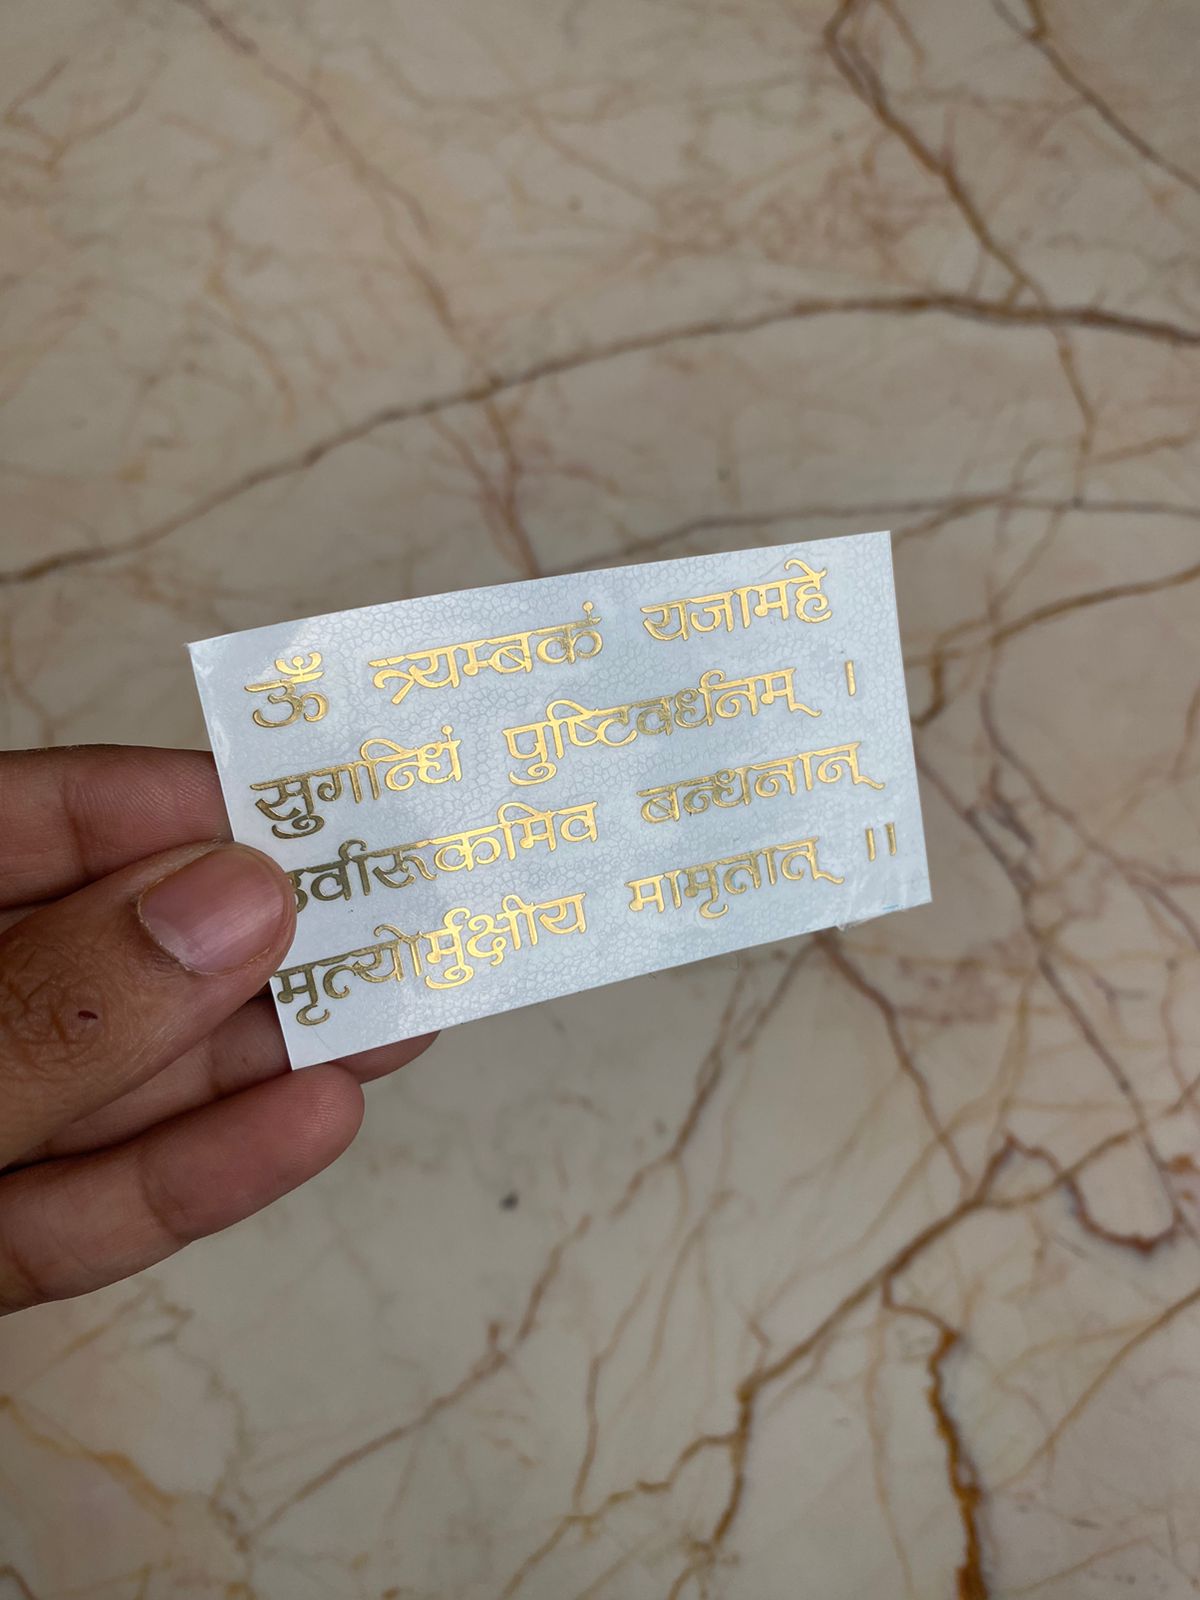 ॐ त्र्यम्बकं यजामहे
सुगन्धिं पुष्टिवर्धनम् ।
उर्वारूकमिव बन्धनान्
मृत्योर्मुक्षीय मामृतात् ॥